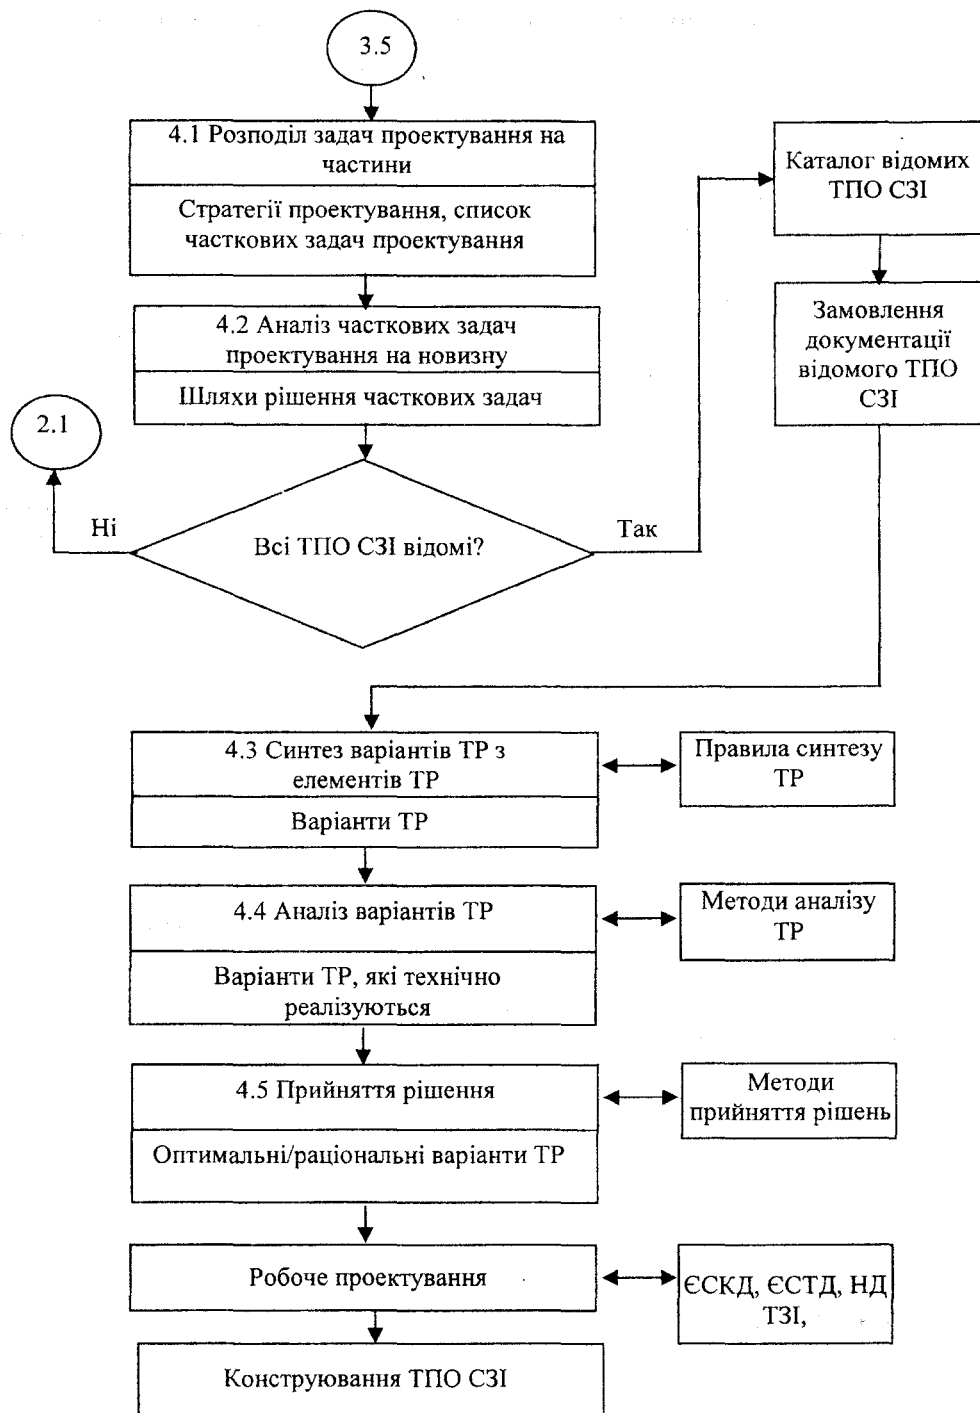 3.5
4.1 Розподіл задач проектування на
частини
Стратегії проектування, список
часткових задач проектування
4.2 Аналіз часткових задач
проектування на новизну
Шляхи рішення часткових задач
Каталог відомих
ТПО СЗІ
Замовлення
документації
відомого ТПО
СЗІ
2.1
Ні
Всі ТПО СЗІ відомі?
Так
4.3 Синтез варіантів ТР з
елементів ТР
Варіанти ТР
Правила синтезу
ТР
4.4 Аналіз варіантів ТР
Варіанти ТР, які технічно
реалізуються
Методи аналізу
ТР
4.5 Прийняття рішення
Оптимальні/раціональні варіанти ТР
Методи
прийняття рішень
Робоче проектування
ЄСКД, ЄСТД, НД
ТЗІ,
Конструювання ТПО СЗІ